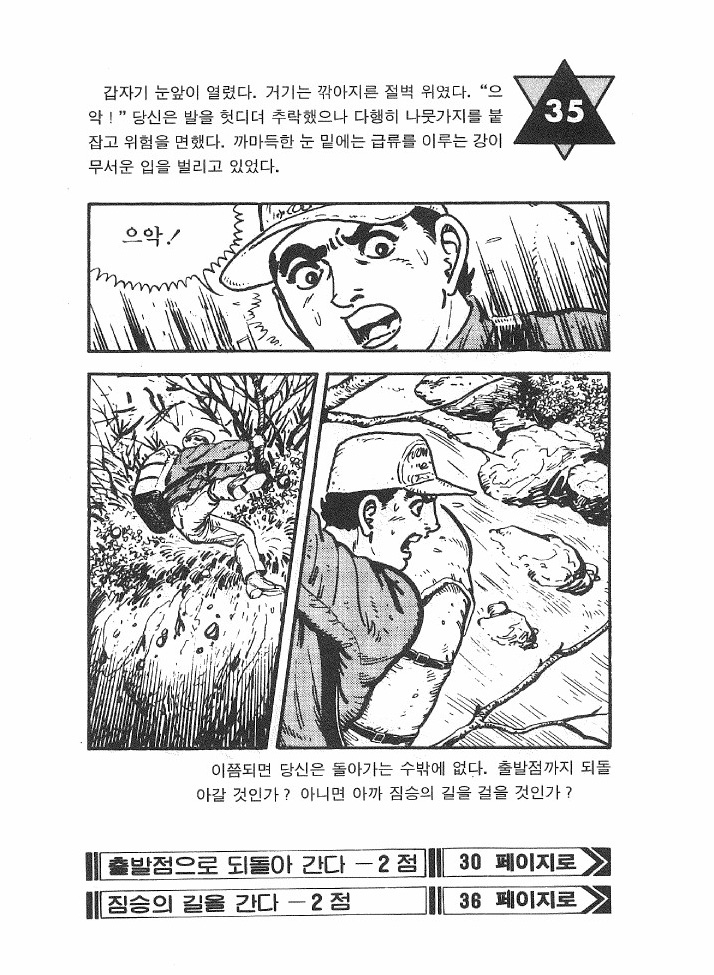 갑자기 눈앞이 열렸다. 거기는 깎아지른 절벽 위였다. “으
악! ” 당신은 발을 헛디뎌 추락했으나 다행히 나뭇가지를 붙
잡고 위험을 면했다. 까마득한 눈 밑에는 급류를 이루는 강이
무서운 입을 벌리고 있었다.
35
으악!
이쯤되면 당신은 돌아가는 수밖에 없다. 출발점까지 되돌
아갈 것인가? 아니면 아까 짐승의 길을 걸을 것인가?
출발점으로 되돌아 간다 －2 점
30 페이지로
짐승의 길을 간다 －2 점
36 페이지로